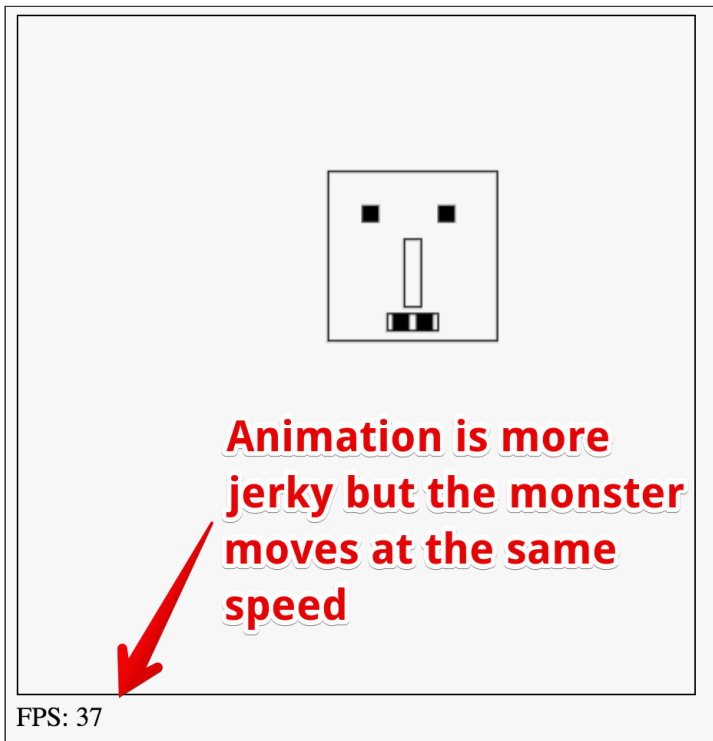 Animation is more
jerky but the monster
moves at the same
speed
FPS: 37